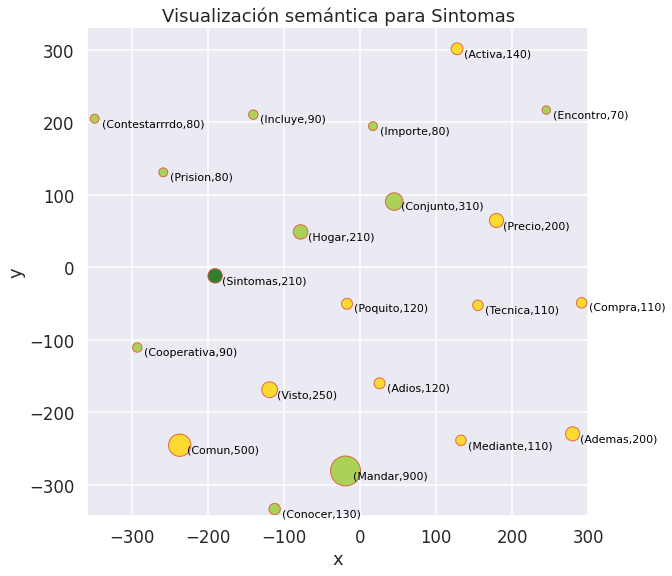 Visualización semántica para Sintomas
300
(Activa,140)
200
(Contestarrrdo,80)
(Incluye,90)
(Importe,80)
(Encontro,70)
(Prision,80)
100
(Conjunto,310)
(Precio,200)
(Hogar,210)
y
0
(Sintomas,210)
(Poquito,120)
(Tecnica,110)
(Compra,110)
−100
(Cooperativa,90)
(Visto,250)
(Adios,120)
−200
(Comun,500)
(Mediante,110)
(Ademas,200)
(Mandar,900)
−300
(Conocer,130)
−300 −200 −100 0 100 200 300
x